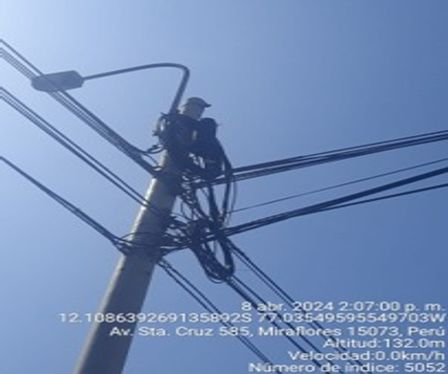 8 abr. 2024 2:07:00 p. m.
12.108639269135892S 77.03549595549703W
Av. Sta. Cruz 585, Miraflores 15073, Perú
Altitud:132.0m
Velocidad:0.0km/h
Número de índice: 5052